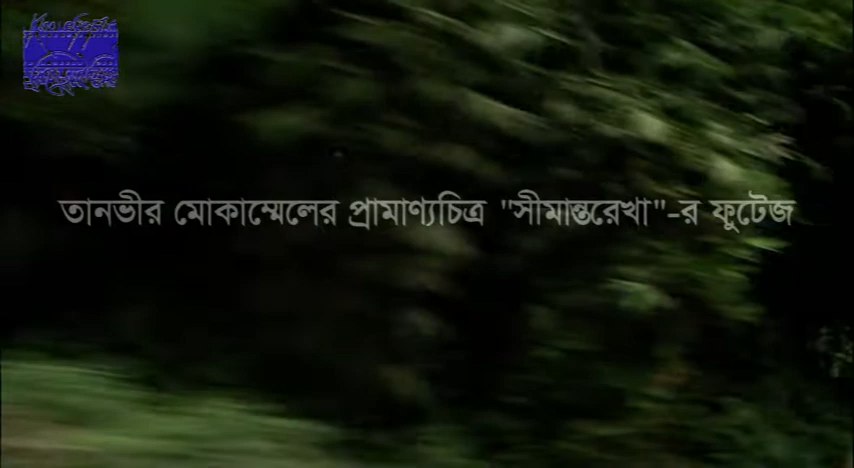 তানভীর মোকাম্মেলের প্রামাণ্যচিত্র "সীমান্তরেখা"-র ফুটেজ